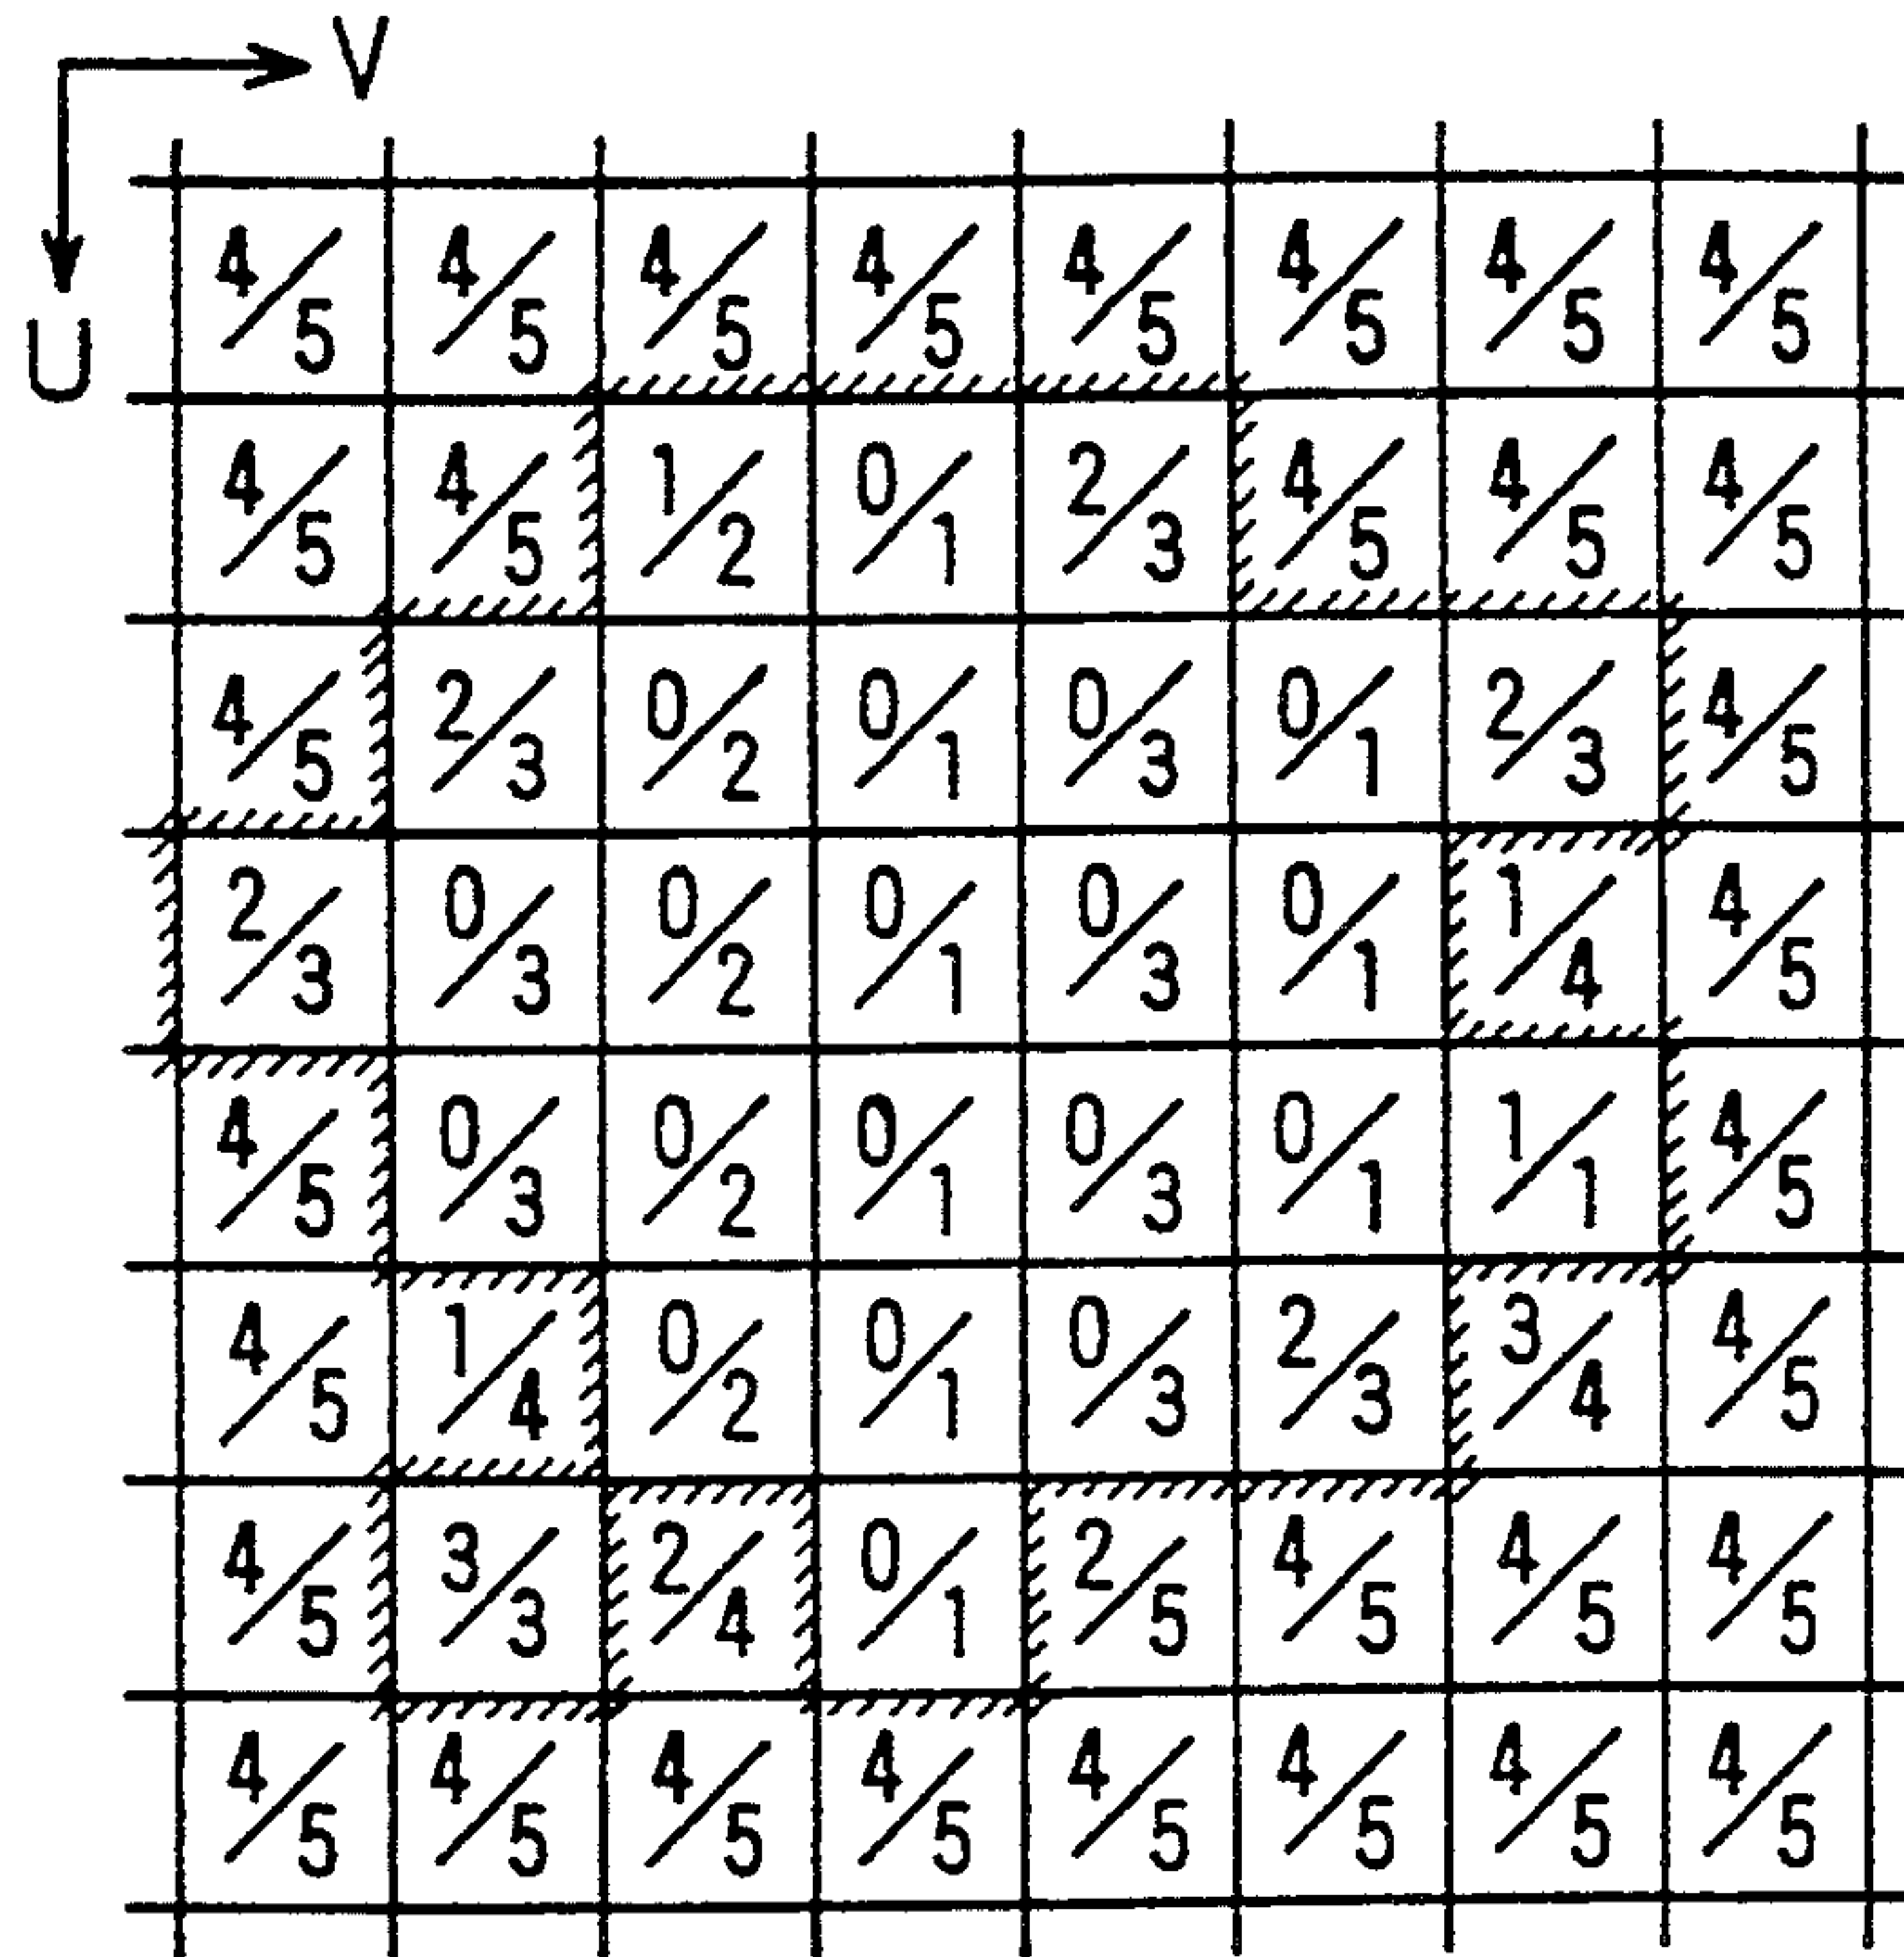 V
U
4/5 4/5 4/5 4/5 4/5 4/5 4/5 4/5
4/5 4/5 1/2 0/1 2/3 4/5 4/5 4/5
4/5 2/3 0/2 0/1 0/3 0/1 2/3 4/5
2/3 0/3 0/2 0/1 0/3 0/1 1/4 4/5
4/5 0/3 0/2 0/1 0/3 0/1 1/1 4/5
4/5 1/4 0/2 0/1 0/3 2/3 3/4 4/5
4/5 3/3 2/4 0/1 2/5 4/5 4/5 4/5
4/5 4/5 4/5 4/5 4/5 4/5 4/5 4/5